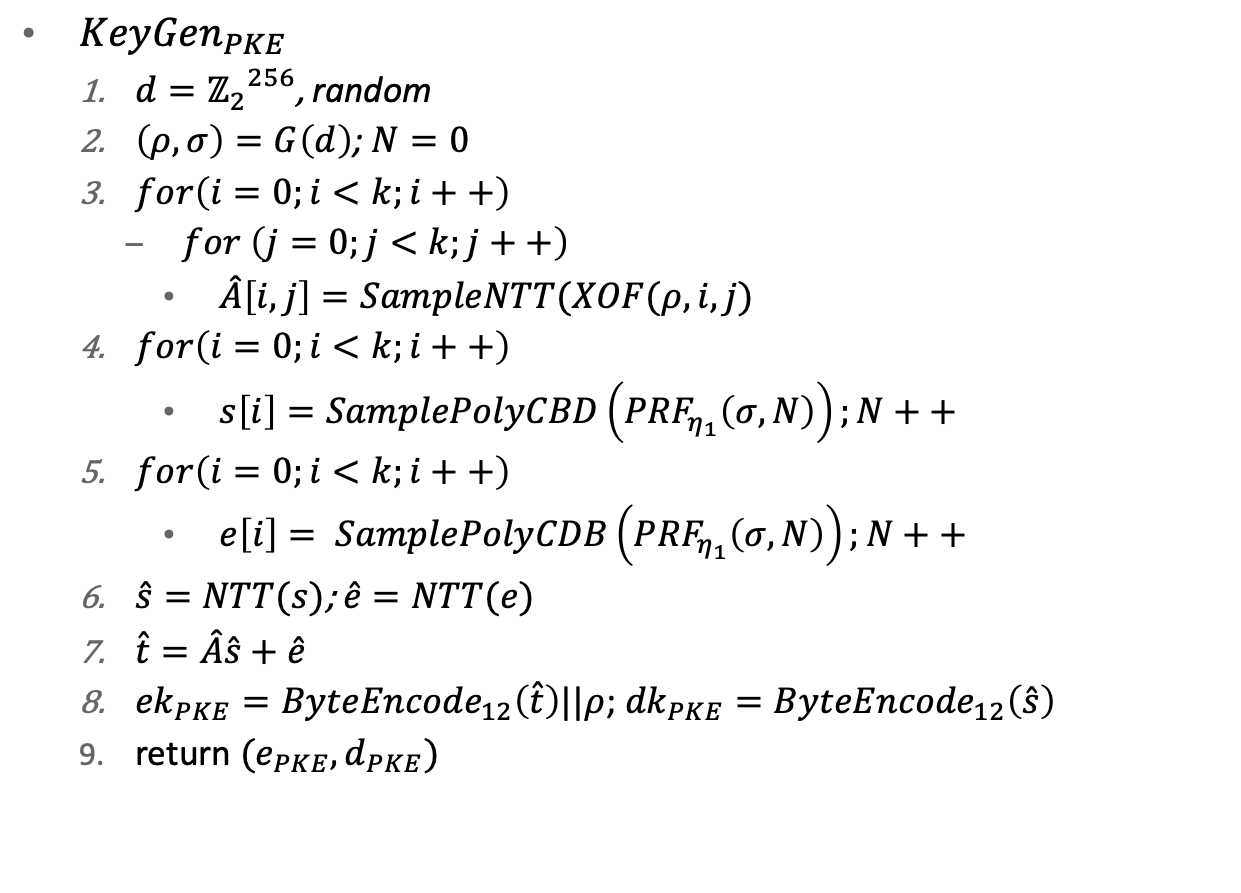 • KeyGen_PKE
1. d = ℤ₂²⁵⁶, random
2. (ρ, σ) = G(d); N = 0
3. for(i = 0; i < k; i + +)
– for (j = 0; j < k; j + +)
• Â[i, j] = SampleNTT(XOF(ρ, i, j)
4. for(i = 0; i < k; i + +)
• s[i] = SamplePolyCBD (PRF_η₁(σ, N)); N + +
5. for(i = 0; i < k; i + +)
• e[i] = SamplePolyCDB (PRF_η₁(σ, N)); N + +
6. ŝ = NTT(s); ê = NTT(e)
7. t̂ = Âŝ + ê
8. ek_PKE = ByteEncode₁₂(t̂)||ρ; dk_PKE = ByteEncode₁₂(ŝ)
9. return (e_PKE, d_PKE)